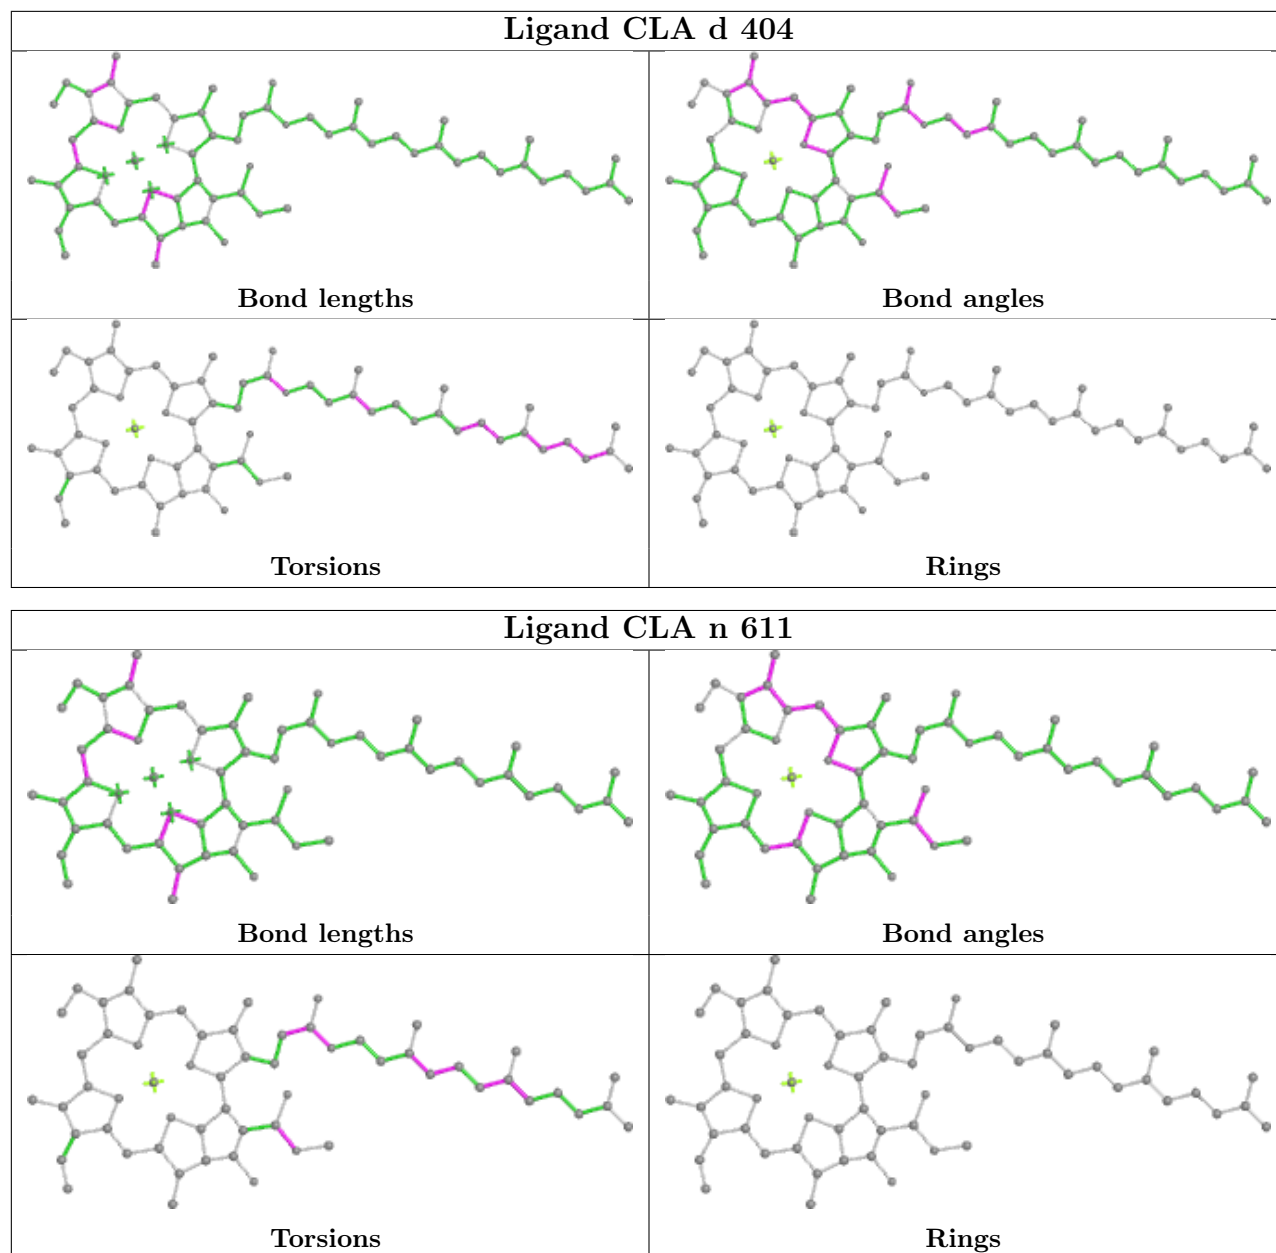 Ligand CLA d 404
Bond lengths
Bond angles
Torsions
Rings
Ligand CLA n 611
Bond lengths
Bond angles
Torsions
Rings